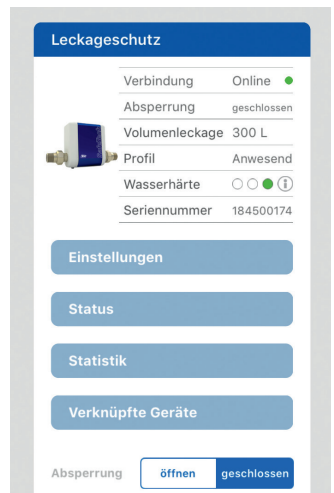 Leckageschutz
Verbindung Online
Absperrung geschlossen
Volumenleckage 300 L
Profil Anwesend
Wasserhärte
Seriennummer 184500174
Einstellungen
Status
Statistik
Verknüpfte Geräte
Absperrung öffnen geschlossen